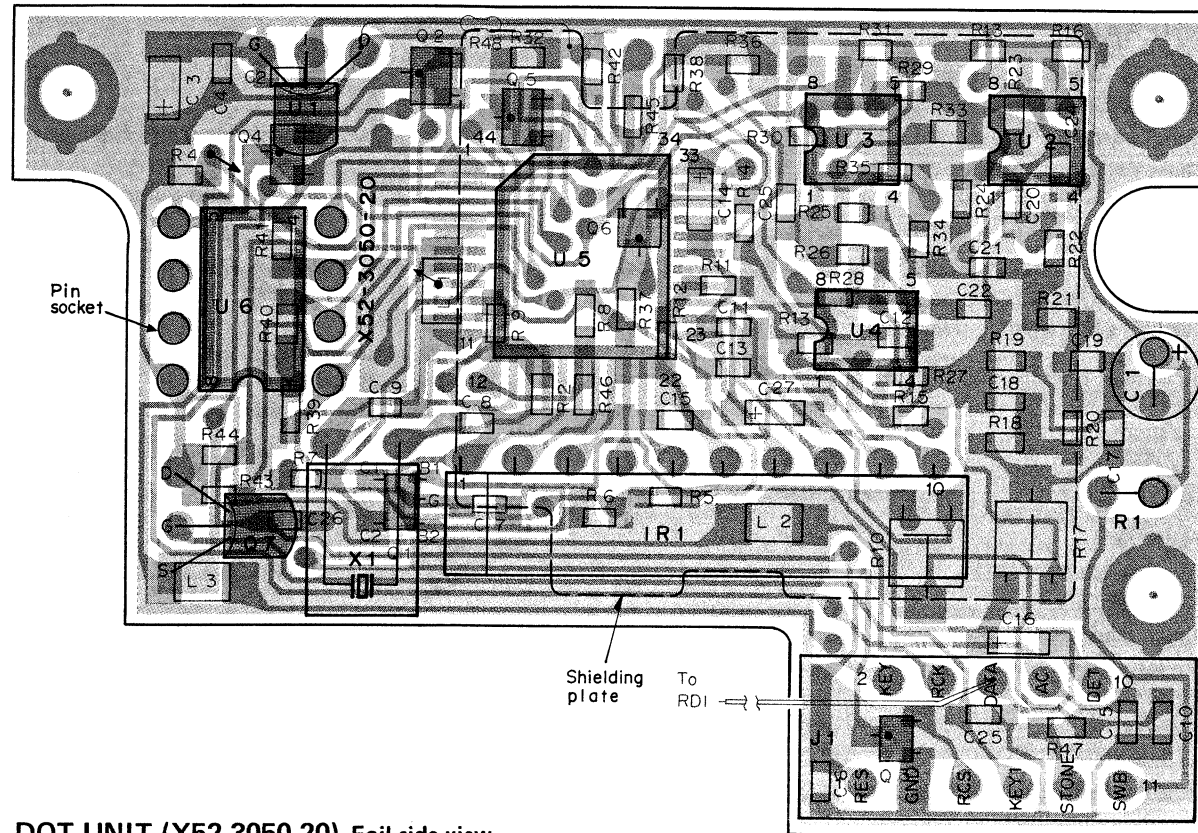 G
D
Q2
R48
R32
R42
R38
R36
R31
R13
R16
C3
C4
C2
U1
Q5
R45
8
5
R29
8
R23
5
Q4
44
34
R30
U3
R33
U2
C24
R4
1
33
R35
1
4
1
4
C14
R14
C25
R25
R34
R24
C20
R22
X52-3050-20
Q6
R26
C21
U5
R11
8
R28
5
C22
R21
Pin
socket
U6
R41
R40
R9
R8
R37
R12
C11
R13
U4
C12
R19
C19
+
C1
11
23
C13
R27
C18
12
22
4
R39
C9
C8
R2
R46
C15
C27
R15
R18
R20
C17
R44
R7
B1
1
10
D
R43
G
C7
R6
R5
R1
G
C26
C2
B2
IR1
L2
R10
R17
Q7
Q1
S
X1
L3
C16
Shielding
plate
To
RD1
2
KEY
RCK
DATA
AC
DET
10
J1
C25
R47
C5
C10
Q
C6
RES
GND
RCS
KEY1
STONE
SWB
11
DOT UNIT (X52-3050-20) Foil side view